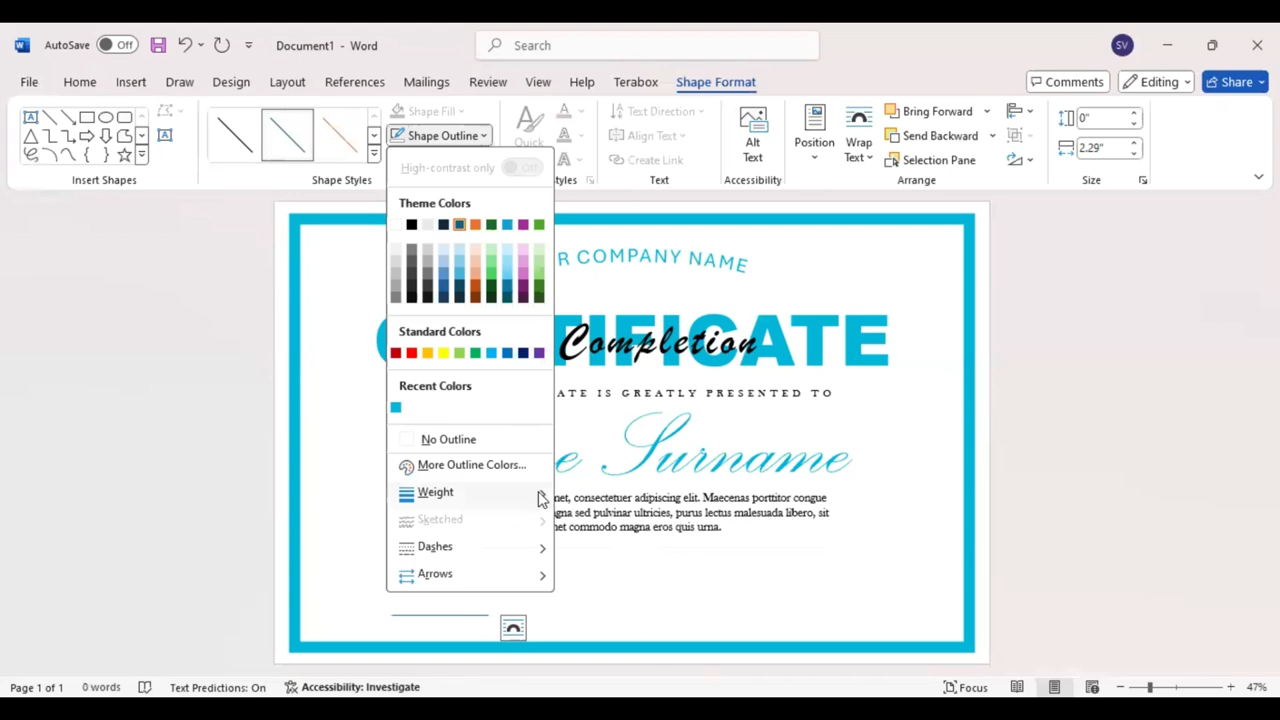 AutoSave Off Document1 - Word Search SV
File Home Insert Draw Design Layout References Mailings Review View Help Terabox Shape Format Comments Editing Share
Shape Fill
Shape Outline
Quick
Text Direction
Align Text
Create Link
Alt Text
Position
Wrap Text
Bring Forward
Send Backward
Selection Pane
0"
2.29"
Insert Shapes Shape Styles Text Accessibility Arrange Size
High-contrast only Off
Theme Colors
Standard Colors
Recent Colors
No Outline
More Outline Colors...
Weight
Sketched
Dashes
Arrows
COMPANY NAME
Completion
IS GREATLY PRESENTED TO
Surname
consectetuer adipiscing elit. Maecenas porttitor congue
sed pulvinar ultricies, purus lectus malesuada libero, sit
commodo magna eros quis urna.
Page 1 of 1 0 words Text Predictions: On Accessibility: Investigate Focus 47%